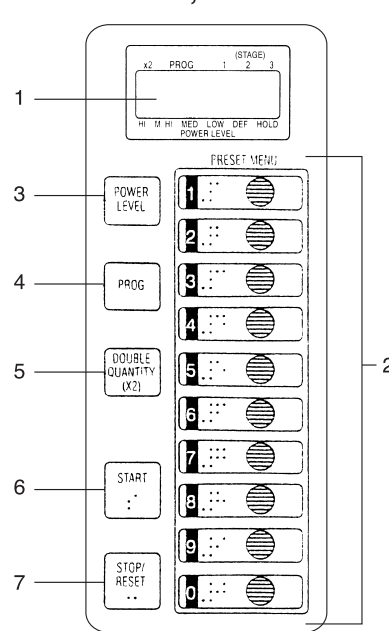 (STAGE)
x2 PROG 1 2 3
1
HI M HI MED LOW DEF HOLD
POWER LEVEL
PRESET MENU
3
POWER
LEVEL
1
2
4
PROG
3
4
5
DOUBLE
QUANTITY
(X2)
5
2
6
6
START
7
8
7
STOP/
RESET
9
0